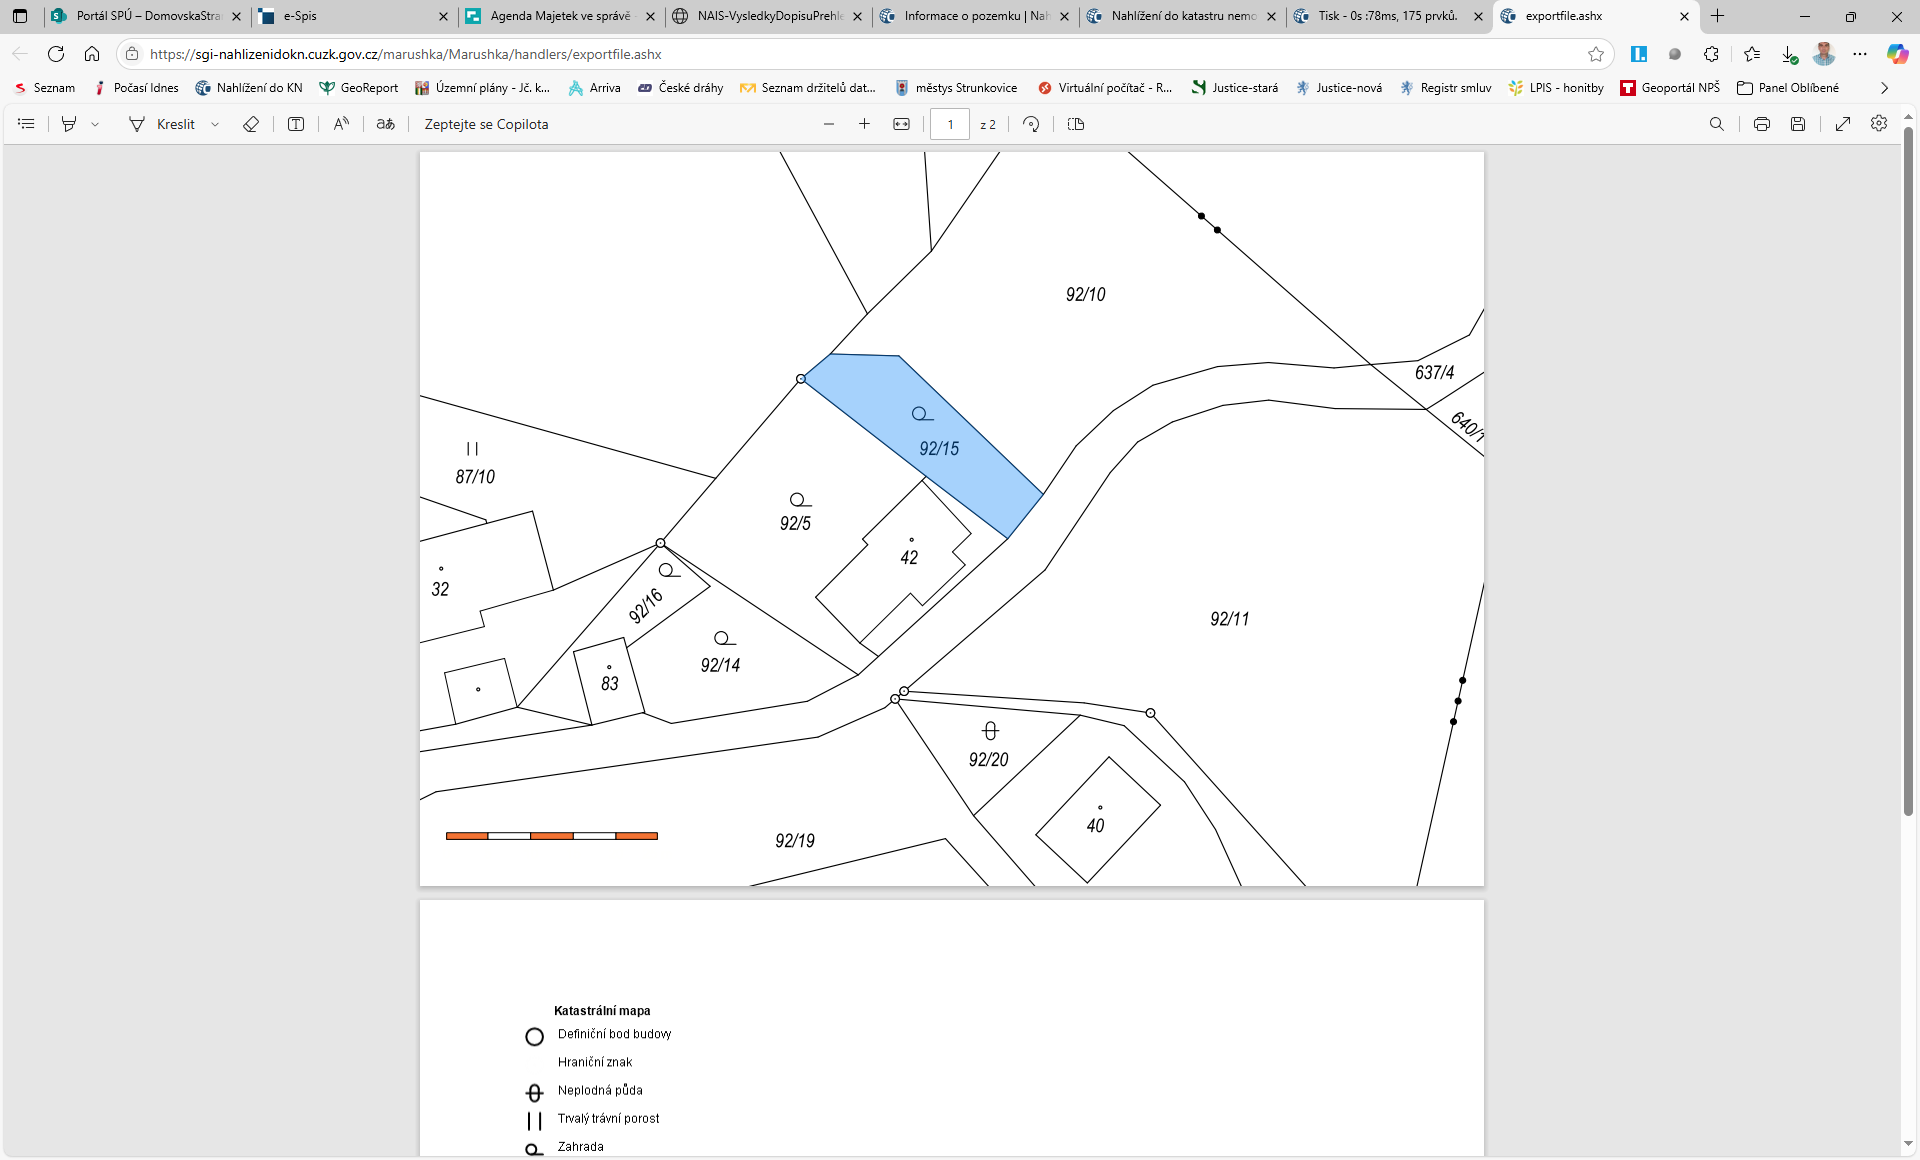 Portál SPÚ – DomovskaStra
e-Spis
Agenda Majetek ve správě
NAIS-VysledkyDopisuPrehle
Informace o pozemku | Nah
Nahlížení do katastru nemo
Tisk - 0s :78ms, 175 prvků.
exportfile.ashx
https://sgi-nahlizenidokn.cuzk.gov.cz/marushka/Marushka/handlers/exportfile.ashx
Seznam
Počasí Idnes
Nahlížení do KN
GeoReport
Územní plány - Jč. k...
Arriva
České dráhy
Seznam držitelů dat...
městys Strunkovice
Virtuální počítač - R...
Justice-stará
Justice-nová
Registr smluv
LPIS - honitby
Geoportál NPŠ
Panel Oblíbené
Kreslit
Zeptejte se Copilota
1
z 2
92/10
637/4
640/1
92/15
87/10
92/5
42
32
92/16
92/11
92/14
83
92/20
40
92/19
Katastrální mapa
Definiční bod budovy
Hraniční znak
Neplodná půda
Trvalý trávní porost
Zahrada